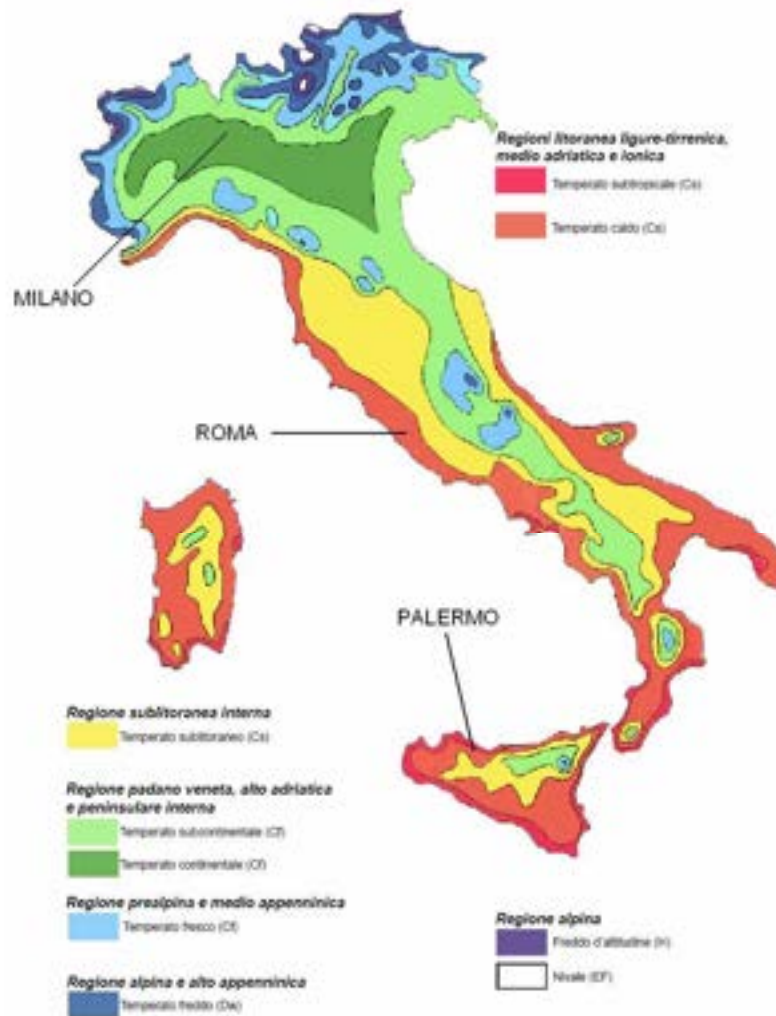 Regioni litoranea ligure-tirrenica,
medio adriatica e ionica
Temperato subtropicale (Cs)
Temperato caldo (Cs)
MILANO
ROMA
PALERMO
Regione sublitoranea interna
Temperato sublitoraneo (Cs)
Regione padano veneta, alto adriatica
e peninsulare interna
Temperato subcontinentale (Cf)
Temperato continentale (Cf)
Regione prealpina e medio appenninica
Temperato fresco (Cf)
Regione alpina e alto appenninica
Temperato freddo (Dw)
Regione alpina
Freddo d'altitudine (H)
Nivale (EF)